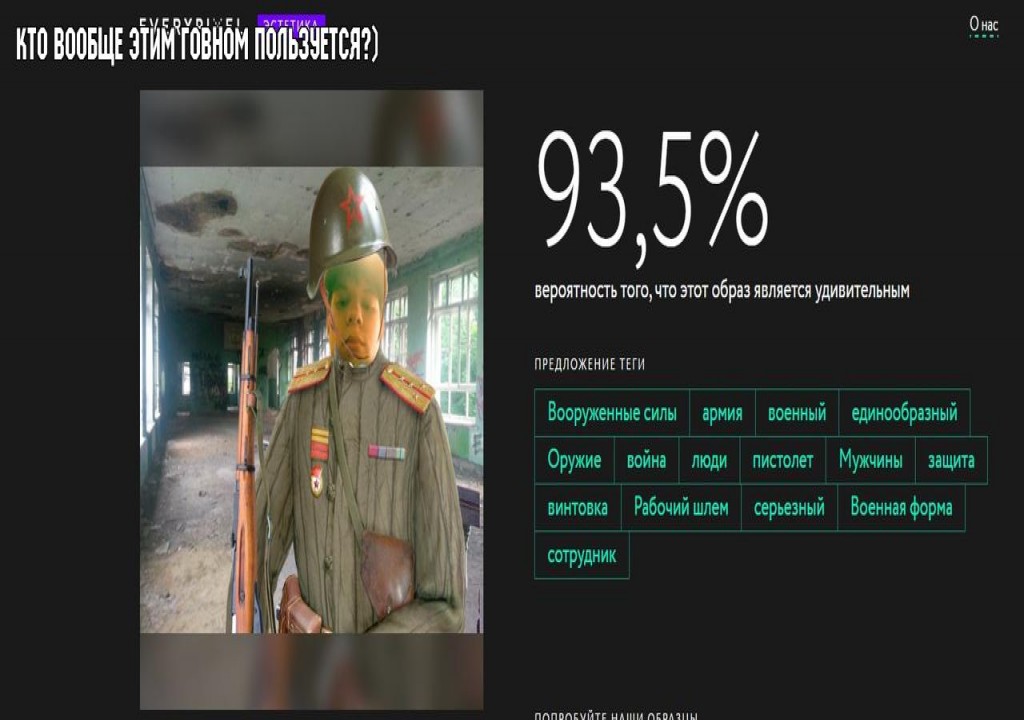 EVERYPIXEL ЭСТЕТИКА
О нас
КТО ВООБЩЕ ЭТИМ ГОВНОМ ПОЛЬЗУЕТСЯ?)
93,5%
вероятность того, что этот образ является удивительным
ПРЕДЛОЖЕНИЕ ТЕГИ
Вооруженные силы армия военный единообразный
Оружие война люди пистолет Мужчины защита
винтовка Рабочий шлем серьезный Военная форма
сотрудник
ПОПРОБУЙТЕ НАШИ ОБРАЗЦЫ